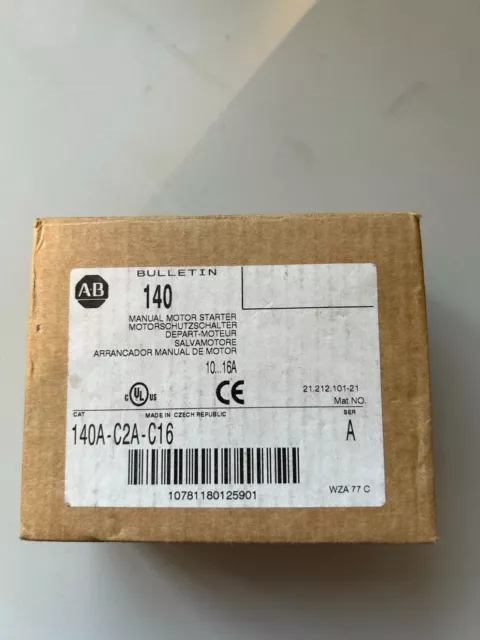 BULLETIN
A-B
140
MANUAL MOTOR STARTER
MOTORSCHUTZSCHALTER
DEPART-MOTEUR
SALVAMOTORE
ARRANCADOR MANUAL DE MOTOR
10...16A
C UL US
CE
21.212.101-21
Mat NO.
CAT
MADE IN CZECH REPUBLIC
SER
140A-C2A-C16
A
10781180125901
WZA 77 C